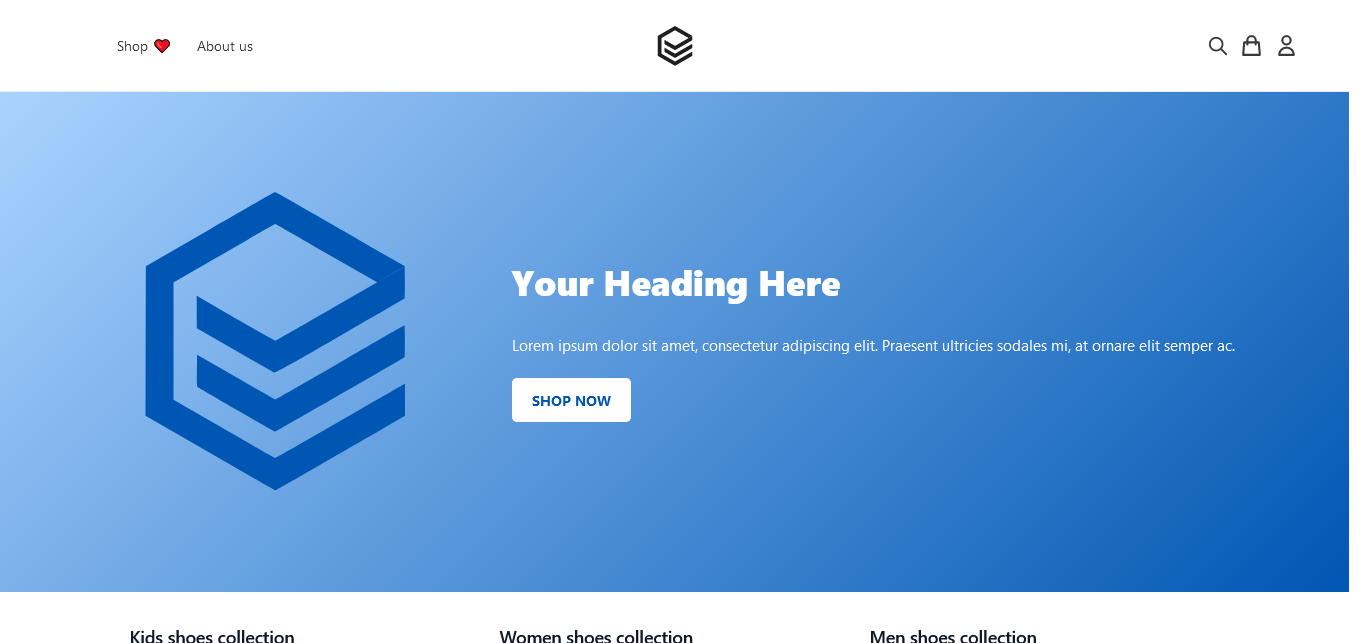 Shop ❤ About us
Your Heading Here
Lorem ipsum dolor sit amet, consectetur adipiscing elit. Praesent ultricies sodales mi, at ornare elit semper ac.
SHOP NOW
Kids shoes collection
Women shoes collection
Men shoes collection